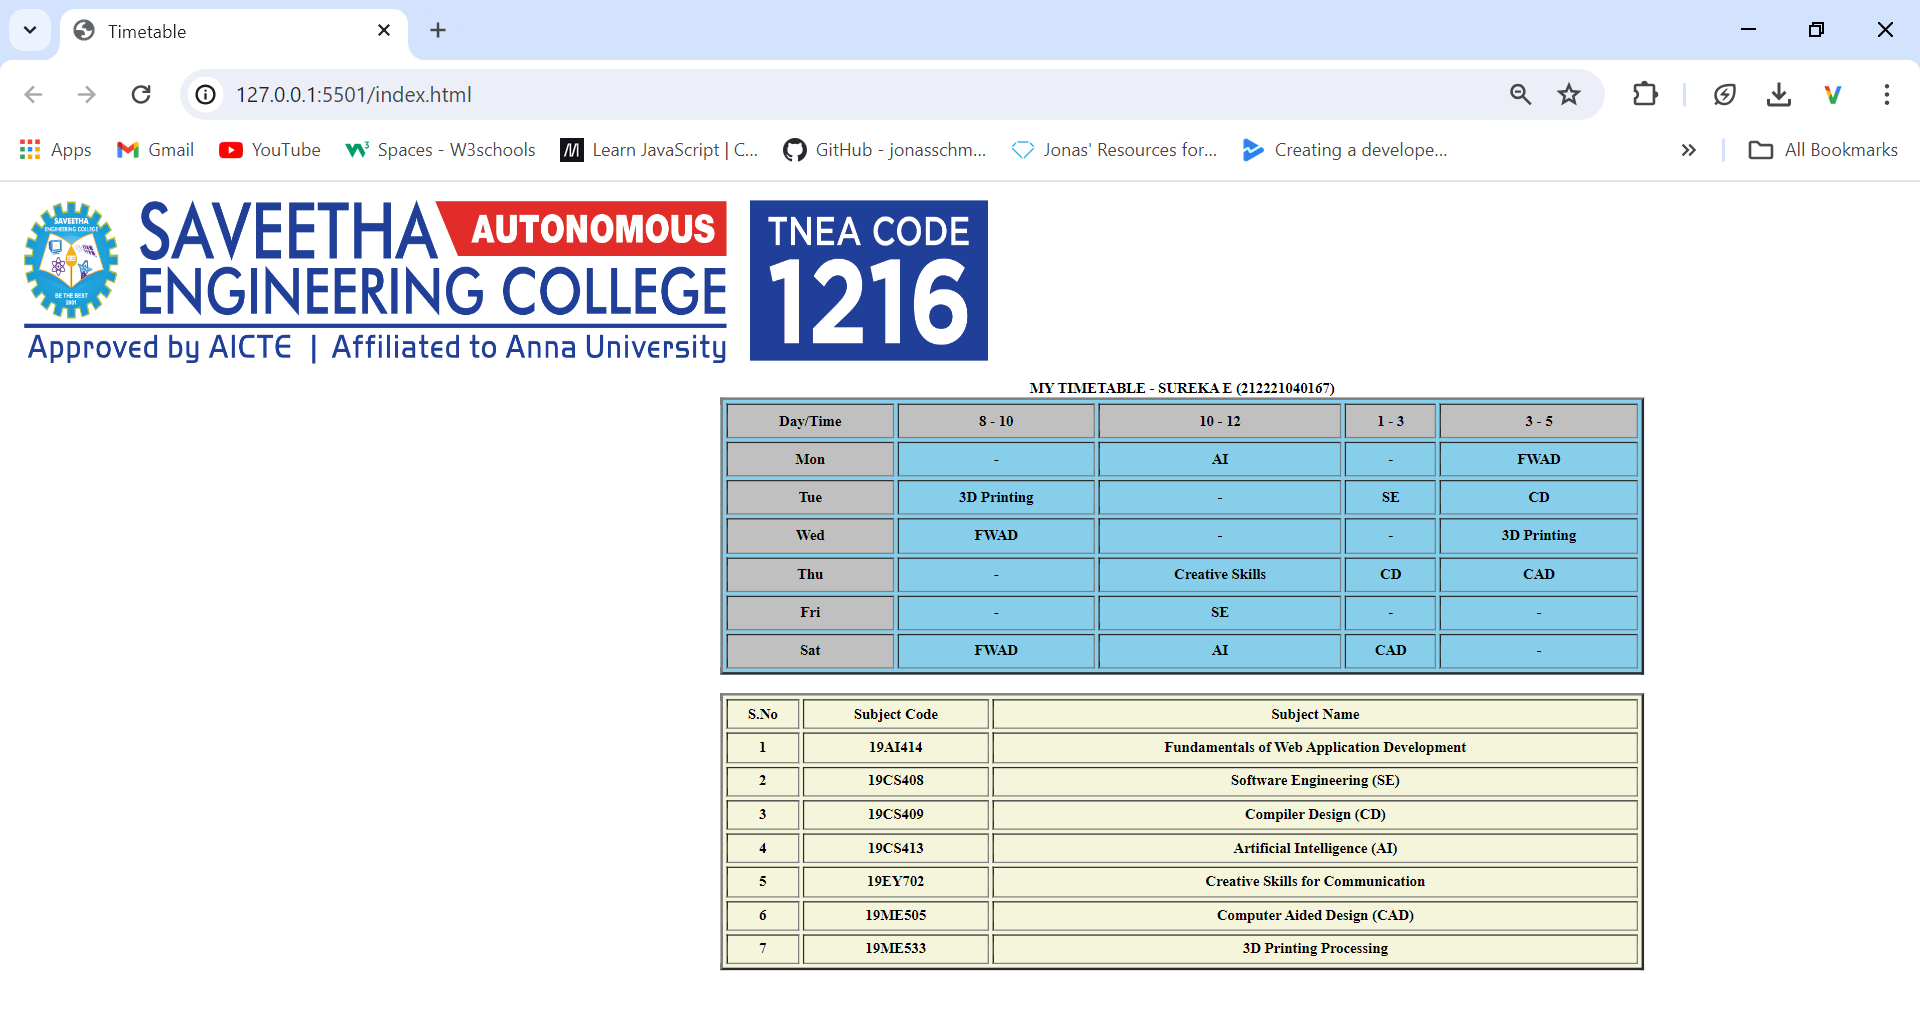 Timetable
127.0.0.1:5501/index.html
Apps Gmail YouTube Spaces - W3schools Learn JavaScript | C... GitHub - jonasschm... Jonas' Resources for... Creating a develope... All Bookmarks
SAVEETHA
ENGINEERING COLLEGE
BE THE BEST
2001
SAVEETHA AUTONOMOUS
ENGINEERING COLLEGE
Approved by AICTE | Affiliated to Anna University
TNEA CODE
1216
MY TIMETABLE - SUREKA E (212221040167)
Day/Time 8 - 10 10 - 12 1 - 3 3 - 5
Mon - AI - FWAD
Tue 3D Printing - SE CD
Wed FWAD - - 3D Printing
Thu - Creative Skills CD CAD
Fri - SE - -
Sat FWAD AI CAD -
S.No Subject Code Subject Name
1 19AI414 Fundamentals of Web Application Development
2 19CS408 Software Engineering (SE)
3 19CS409 Compiler Design (CD)
4 19CS413 Artificial Intelligence (AI)
5 19EY702 Creative Skills for Communication
6 19ME505 Computer Aided Design (CAD)
7 19ME533 3D Printing Processing